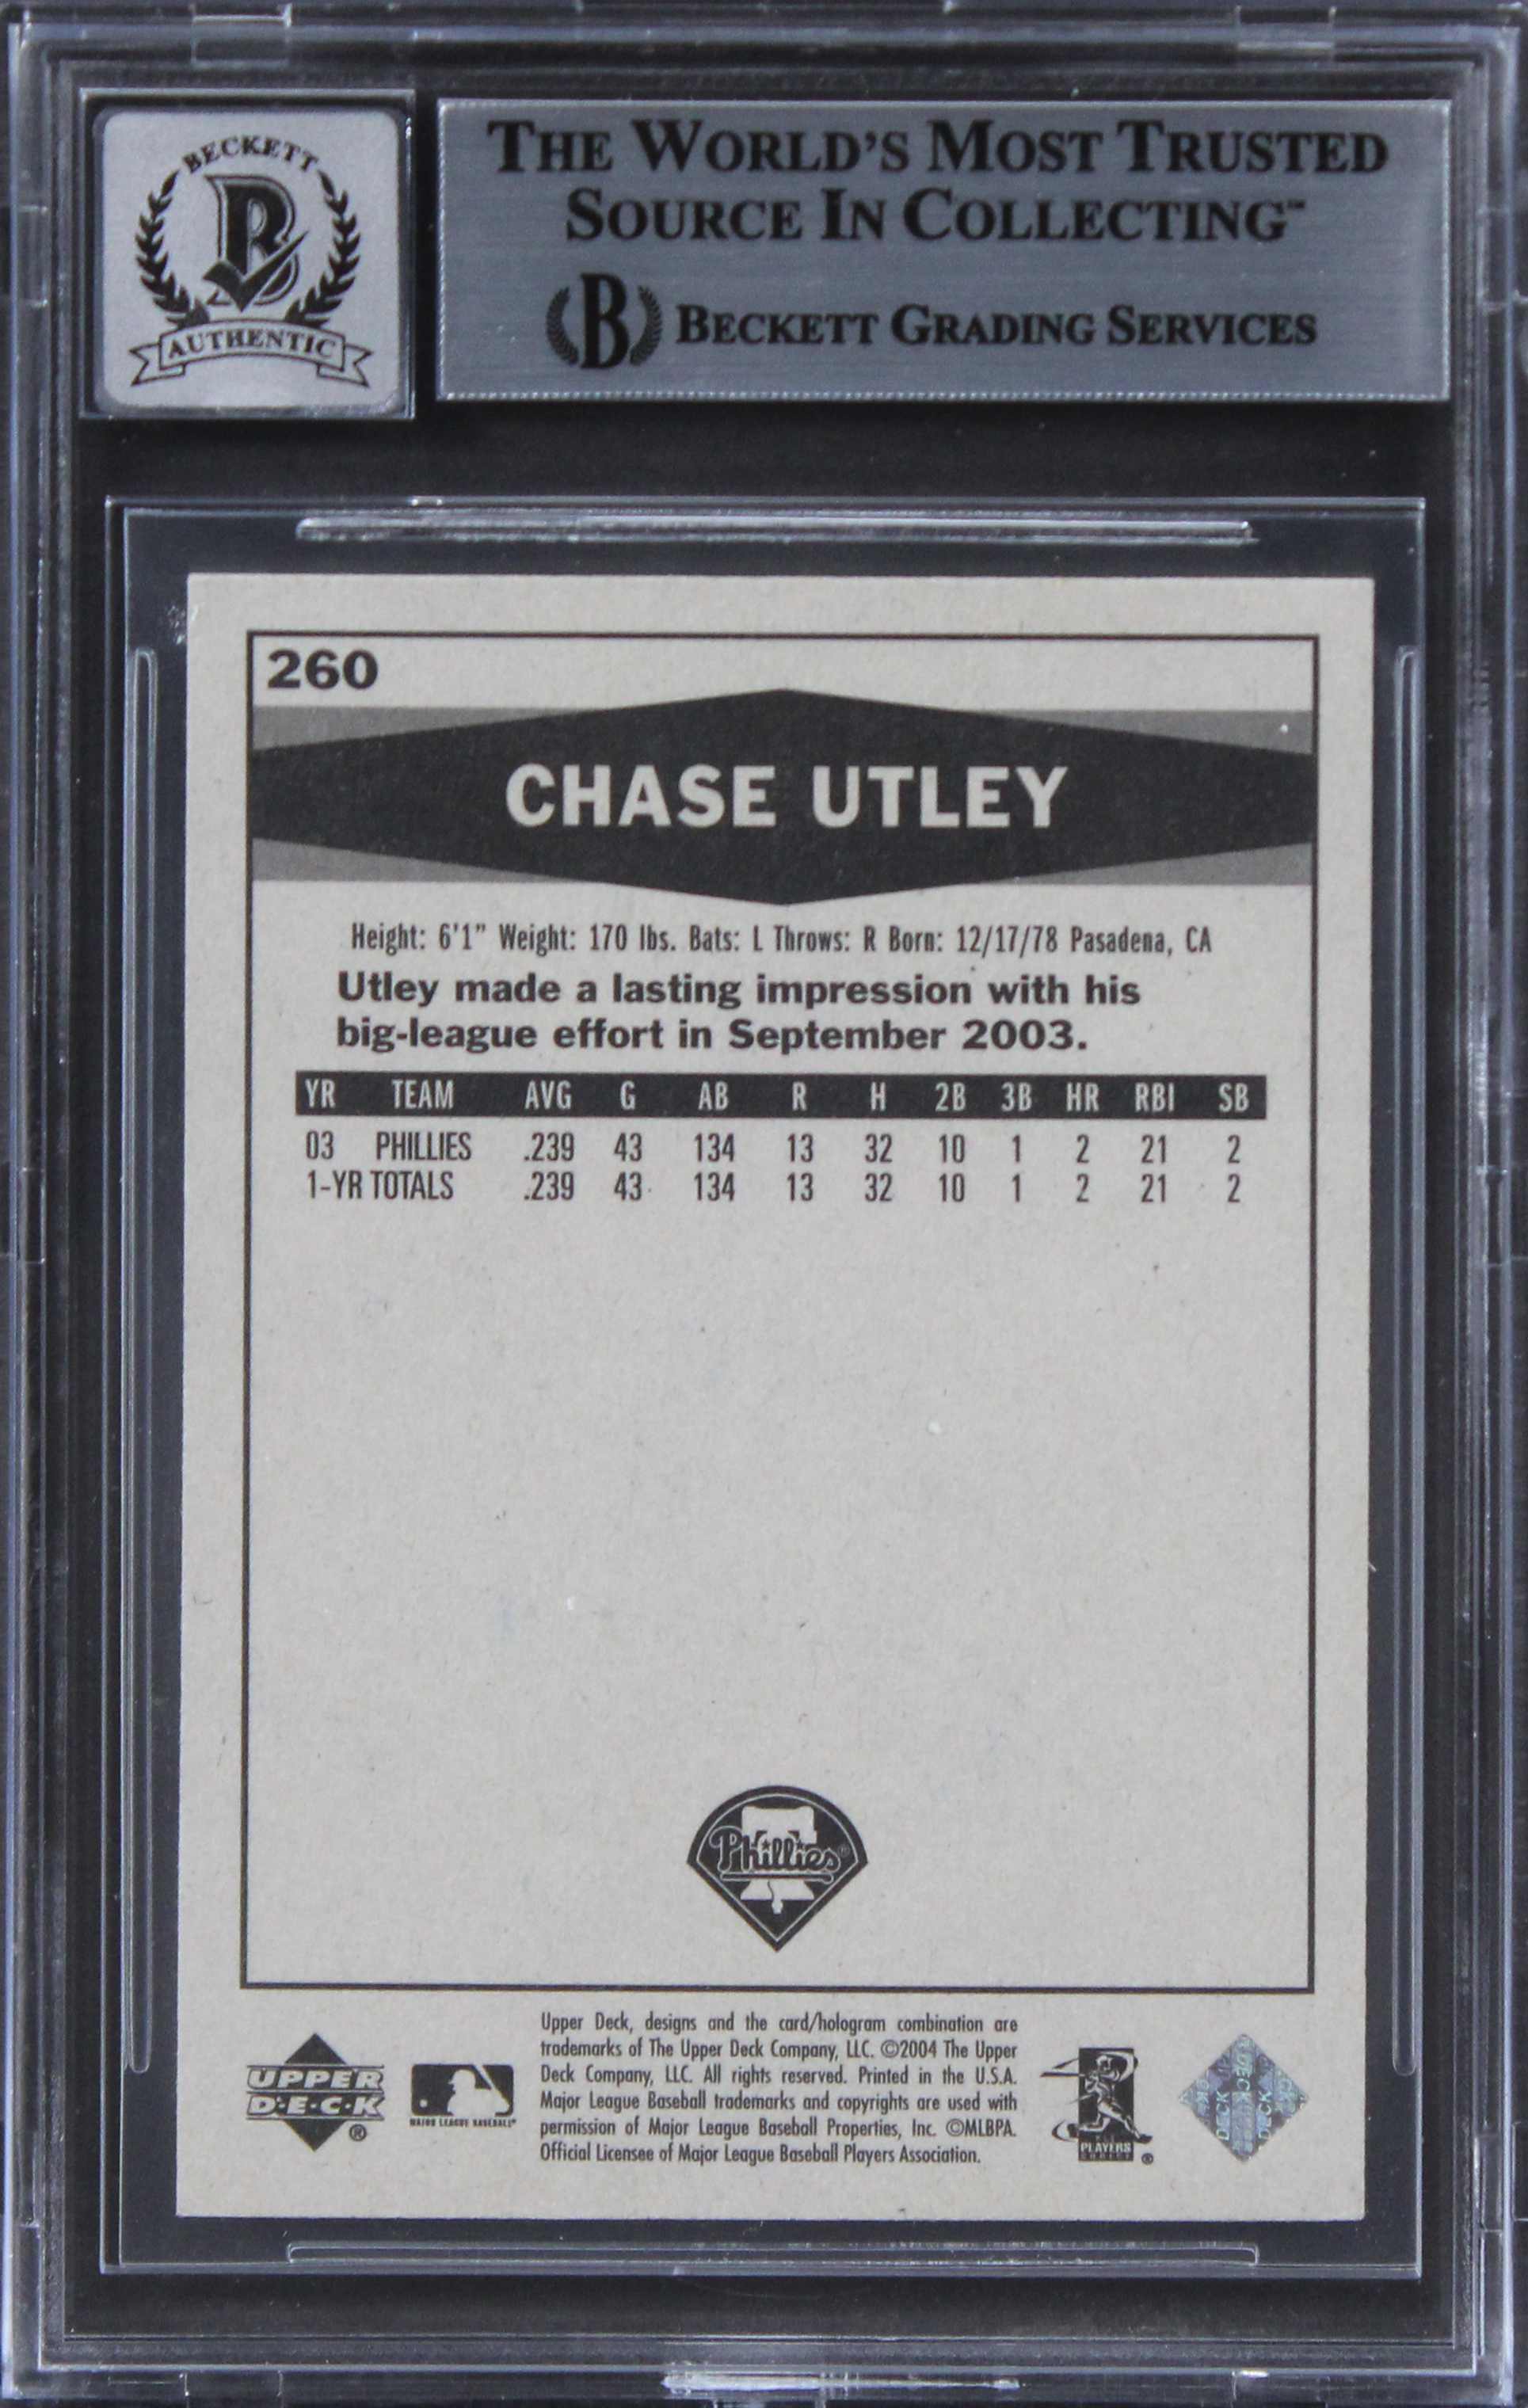 BECKETT
B
AUTHENTIC
THE WORLD'S MOST TRUSTED
SOURCE IN COLLECTING™
B BECKETT GRADING SERVICES
260
CHASE UTLEY
Height: 6'1" Weight: 170 lbs. Bats: L Throws: R Born: 12/17/78 Pasadena, CA
Utley made a lasting impression with his
big-league effort in September 2003.
YR TEAM AVG G AB R H 2B 3B HR RBI SB
03 PHILLIES .239 43 134 13 32 10 1 2 21 2
1-YR TOTALS .239 43 134 13 32 10 1 2 21 2
Phillies
UPPER
D·E·C·K®
MAJOR LEAGUE BASEBALL®
Upper Deck, designs and the card/hologram combination are
trademarks of The Upper Deck Company, LLC. ©2004 The Upper
Deck Company, LLC. All rights reserved. Printed in the U.S.A.
Major League Baseball trademarks and copyrights are used with
permission of Major League Baseball Properties, Inc. ©MLBPA.
Official Licensee of Major League Baseball Players Association.
PLAYERS
CHOICE®
DECK
DECK